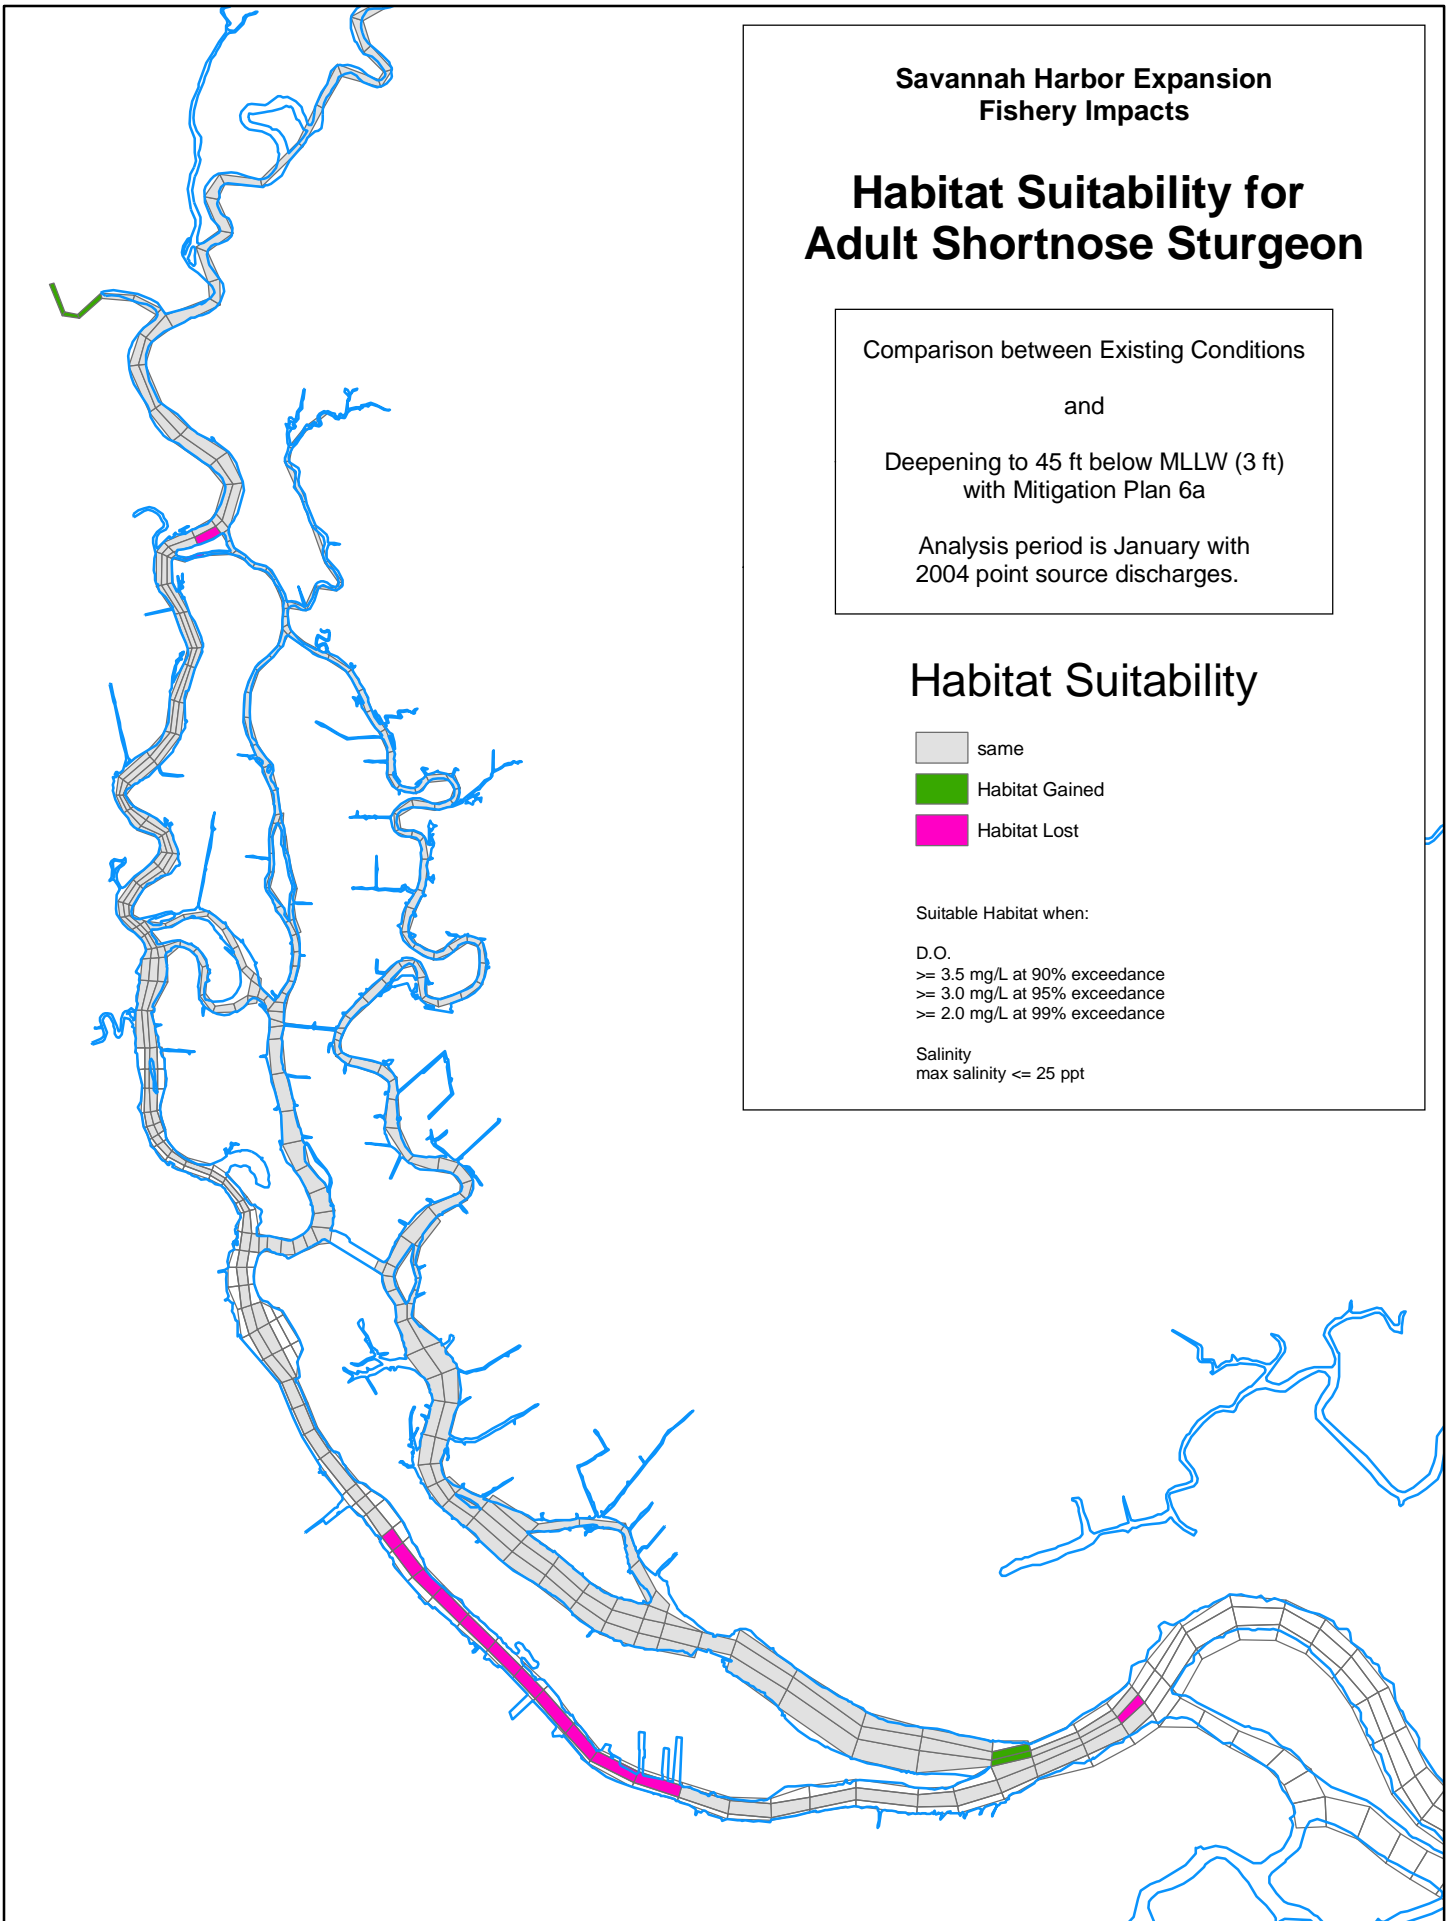 Savannah Harbor Expansion
Fishery Impacts
Habitat Suitability for
Adult Shortnose Sturgeon
Comparison between Existing Conditions
and
Deepening to 45 ft below MLLW (3 ft)
with Mitigation Plan 6a
Analysis period is January with
2004 point source discharges.
Habitat Suitability
same
Habitat Gained
Habitat Lost
Suitable Habitat when:
D.O.
>= 3.5 mg/L at 90% exceedance
>= 3.0 mg/L at 95% exceedance
>= 2.0 mg/L at 99% exceedance
Salinity
max salinity <= 25 ppt